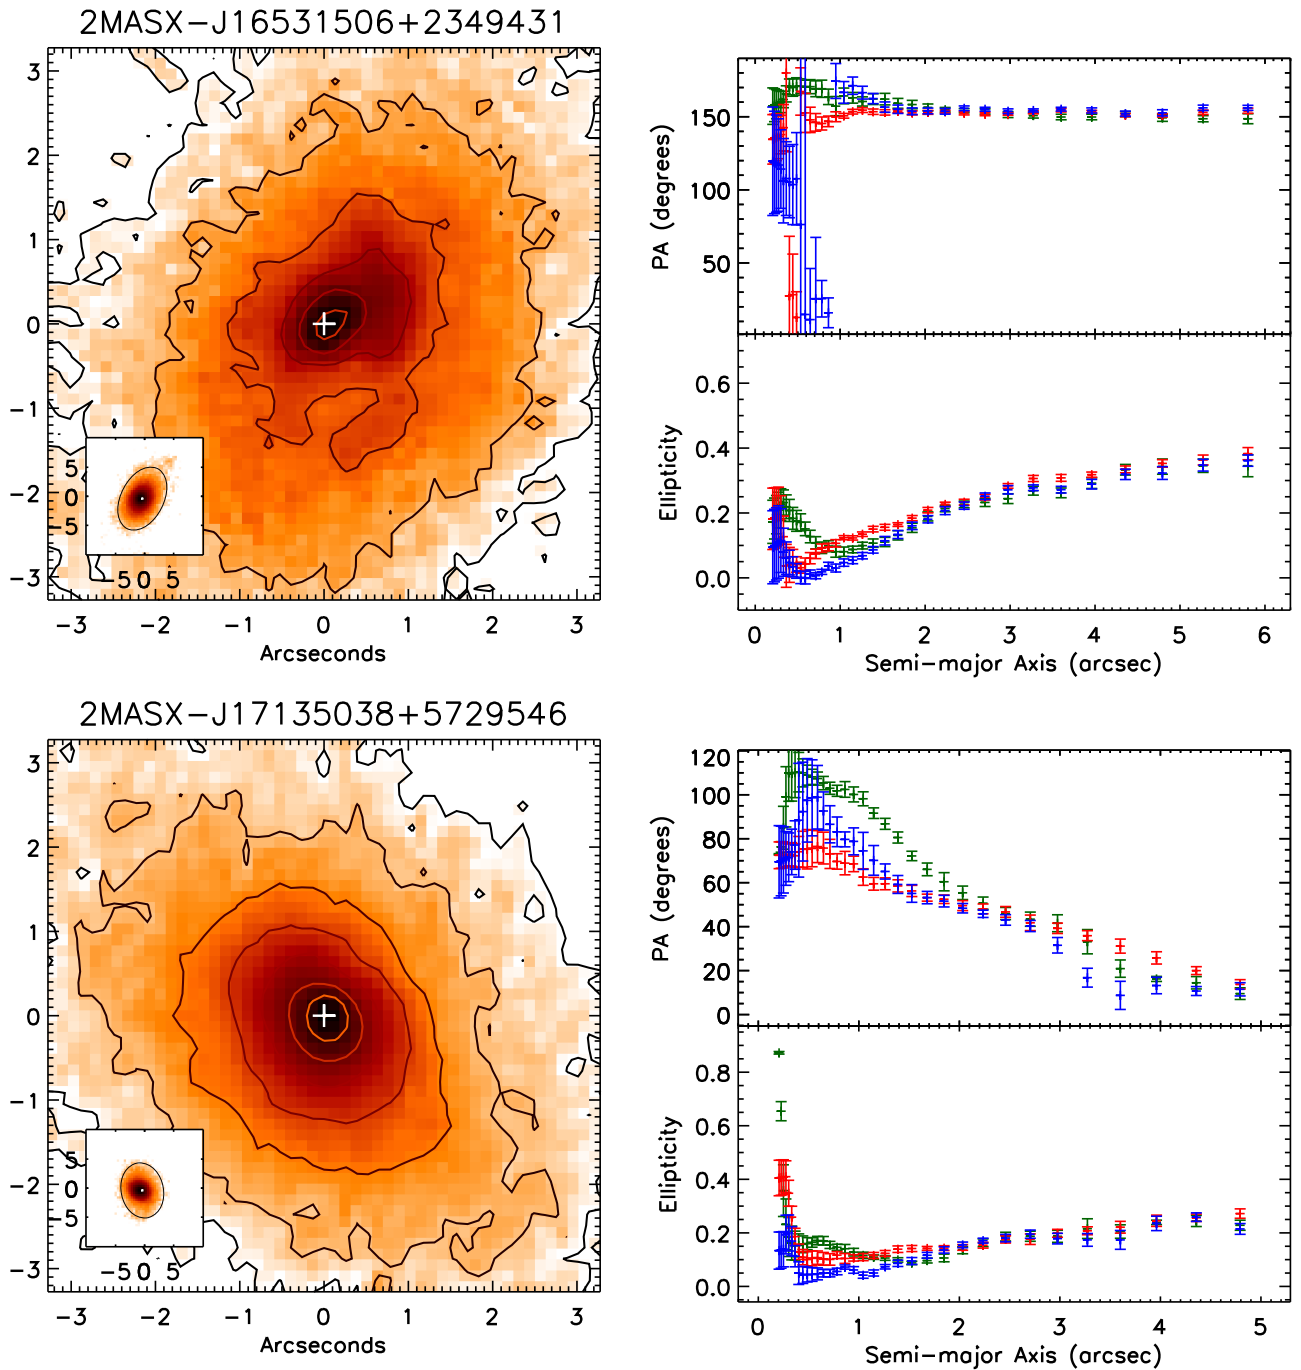 2MASX-J16531506+2349431
3
2
1
0
-1
-2
-3
5
0
-5
-5 0 5
-3 -2 -1 0 1 2 3
Arcseconds
PA (degrees)
150
100
50
Ellipticity
0.6
0.4
0.2
0.0
0 1 2 3 4 5 6
Semi-major Axis (arcsec)
2MASX-J17135038+5729546
3
2
1
0
-1
-2
-3
5
0
-5
-5 0 5
-3 -2 -1 0 1 2 3
Arcseconds
PA (degrees)
120
100
80
60
40
20
0
Ellipticity
0.8
0.6
0.4
0.2
0.0
0 1 2 3 4 5
Semi-major Axis (arcsec)